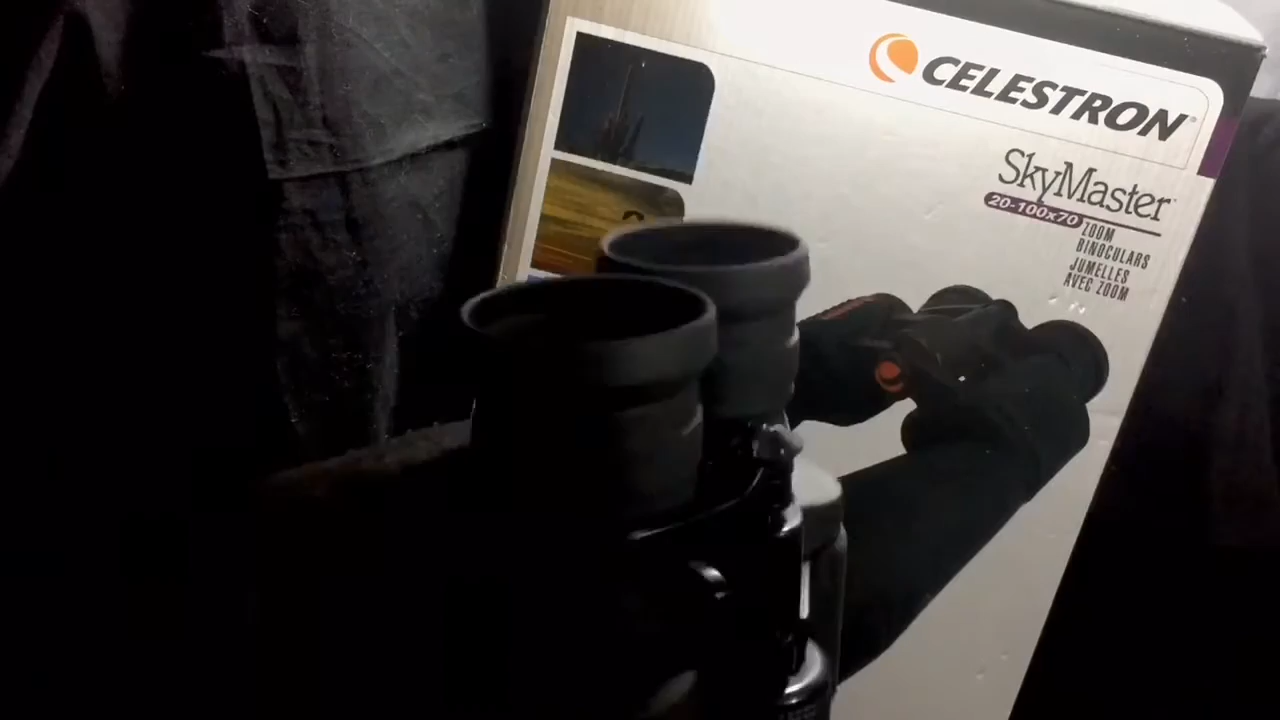 CELESTRON®
SkyMaster
20-100x70
ZOOM
BINOCULARS
JUMELLES
AVEC ZOOM